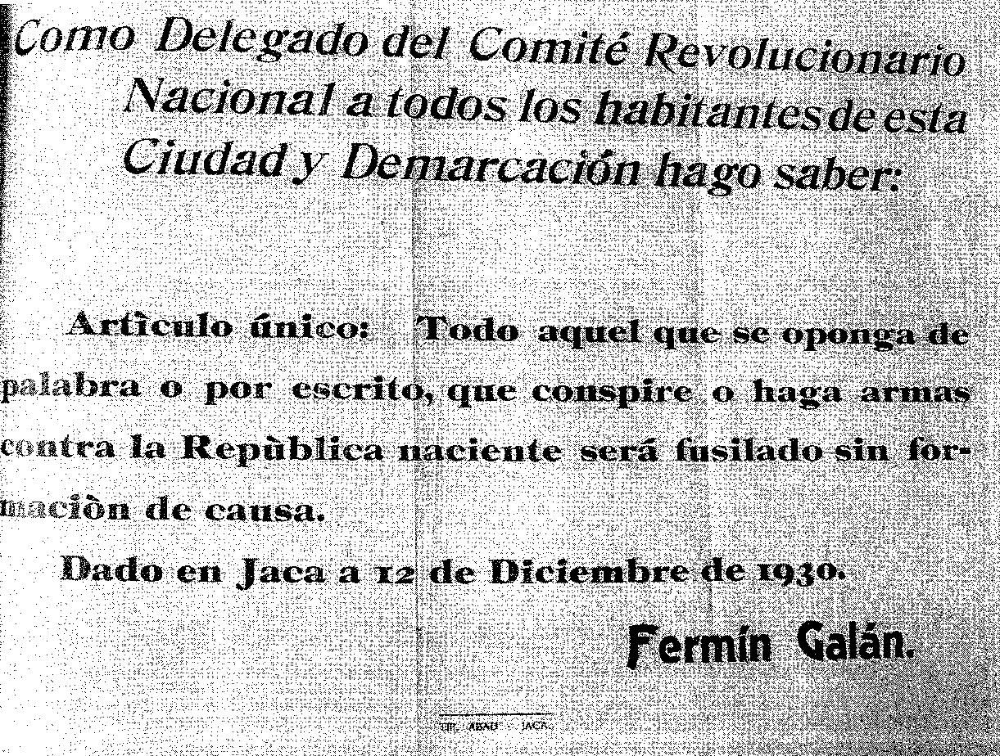 Como Delegado del Comité Revolucionario
Nacional a todos los habitantes de esta
Ciudad y Demarcación hago saber:
Artìculo único: Todo aquel que se oponga de
palabra o por escrito, que conspire o haga armas
contra la Repùblica naciente será fusilado sin for-
maciòn de causa.
Dado en Jaca a 12 de Diciembre de 1930.
Fermín Galán.
TIP. ABAD - JACA.